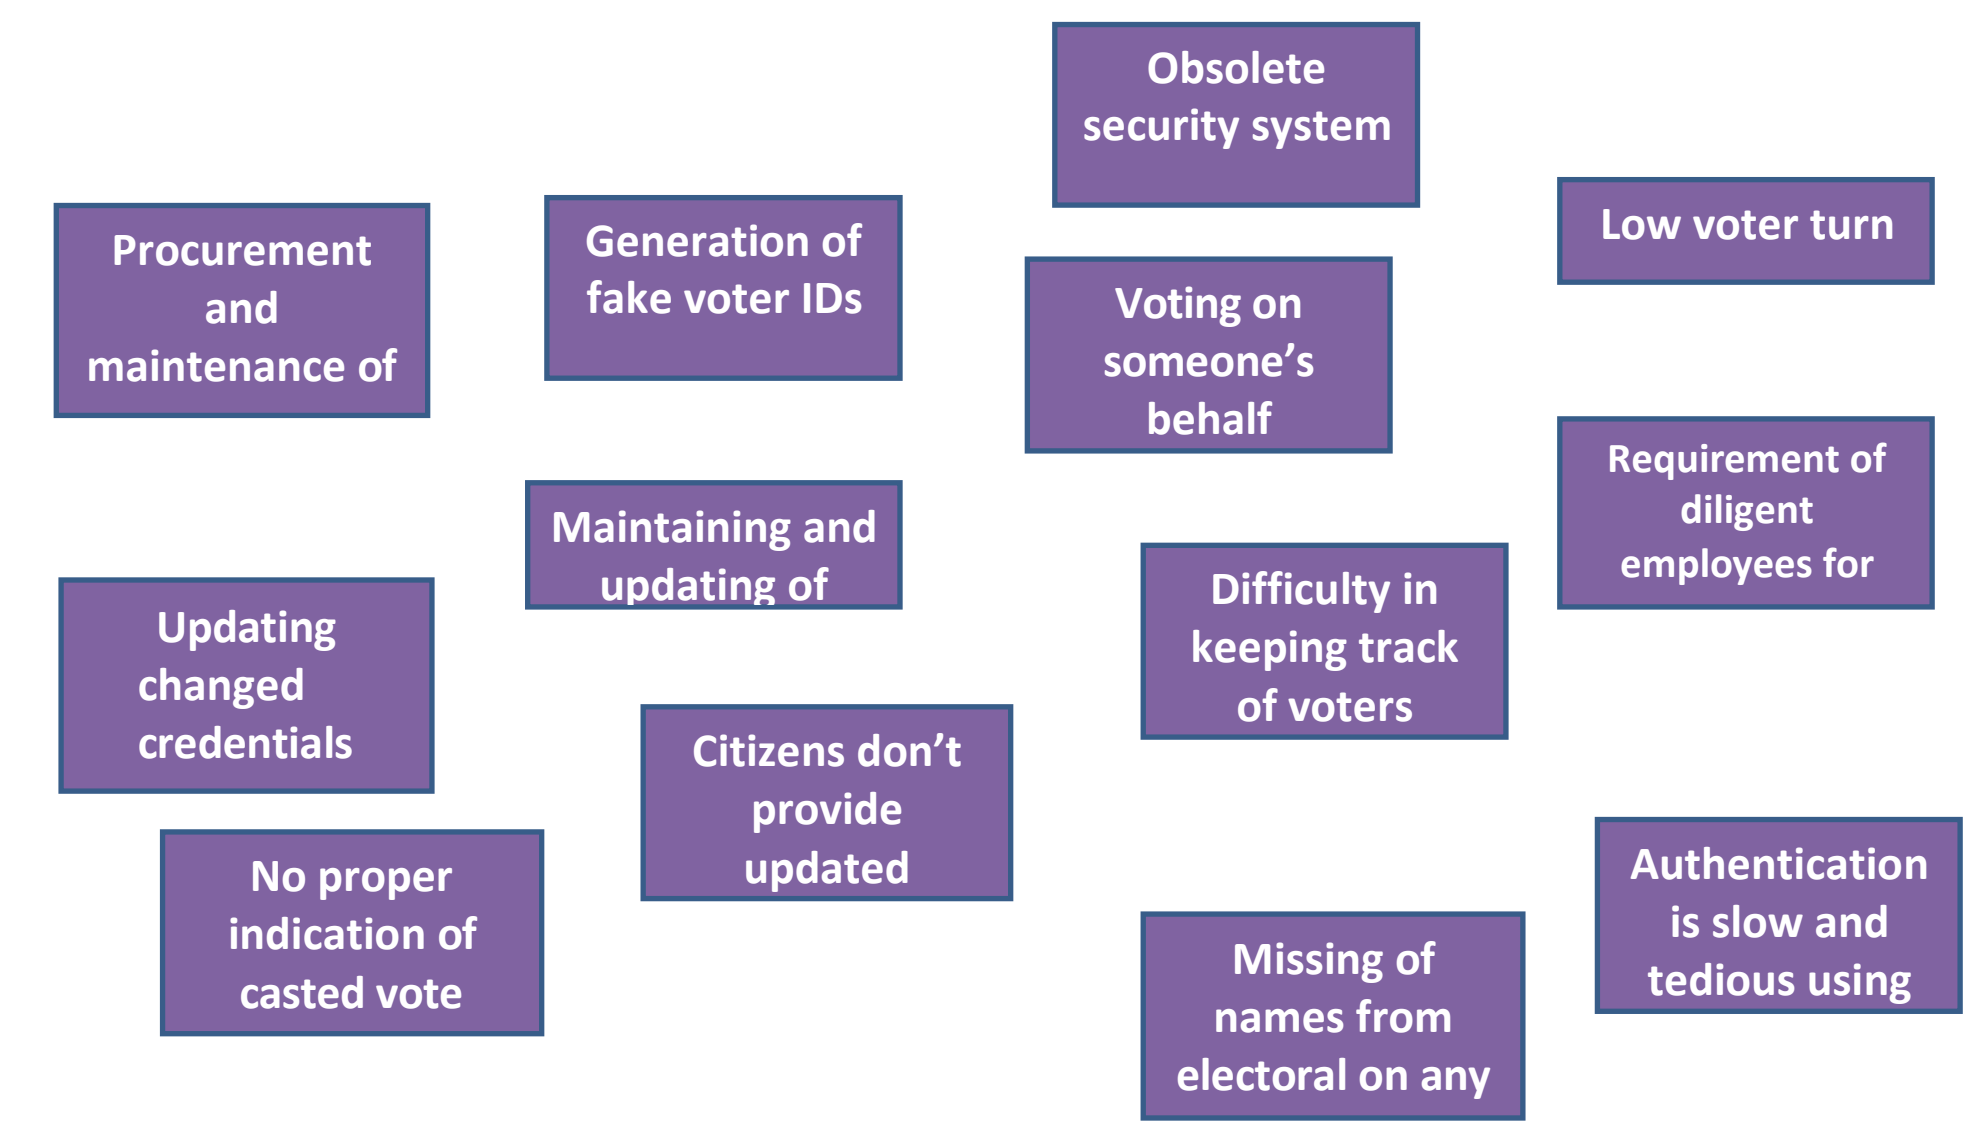 Obsolete
security system
Low voter turn
Procurement
and
maintenance of
Generation of
fake voter IDs
Voting on
someone’s
behalf
Requirement of
diligent
employees for
Maintaining and
updating of
Difficulty in
keeping track
of voters
Updating
changed
credentials
Citizens don’t
provide
updated
No proper
indication of
casted vote
Authentication
is slow and
tedious using
Missing of
names from
electoral on any